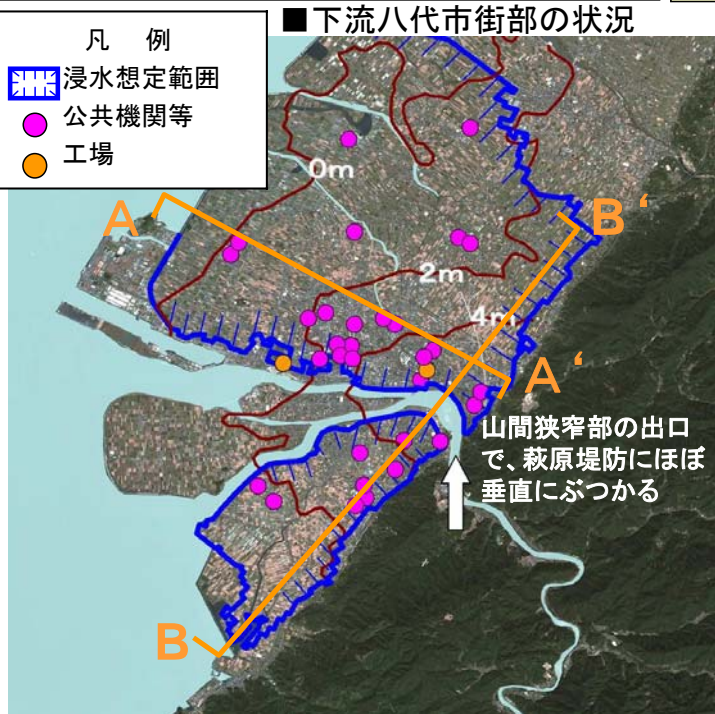 ■下流八代市街部の状況
凡 例
浸水想定範囲
公共機関等
工場
0m
A
B‘
2m
4m
A‘
山間狭窄部の出口
で、萩原堤防にほぼ
垂直にぶつかる
B